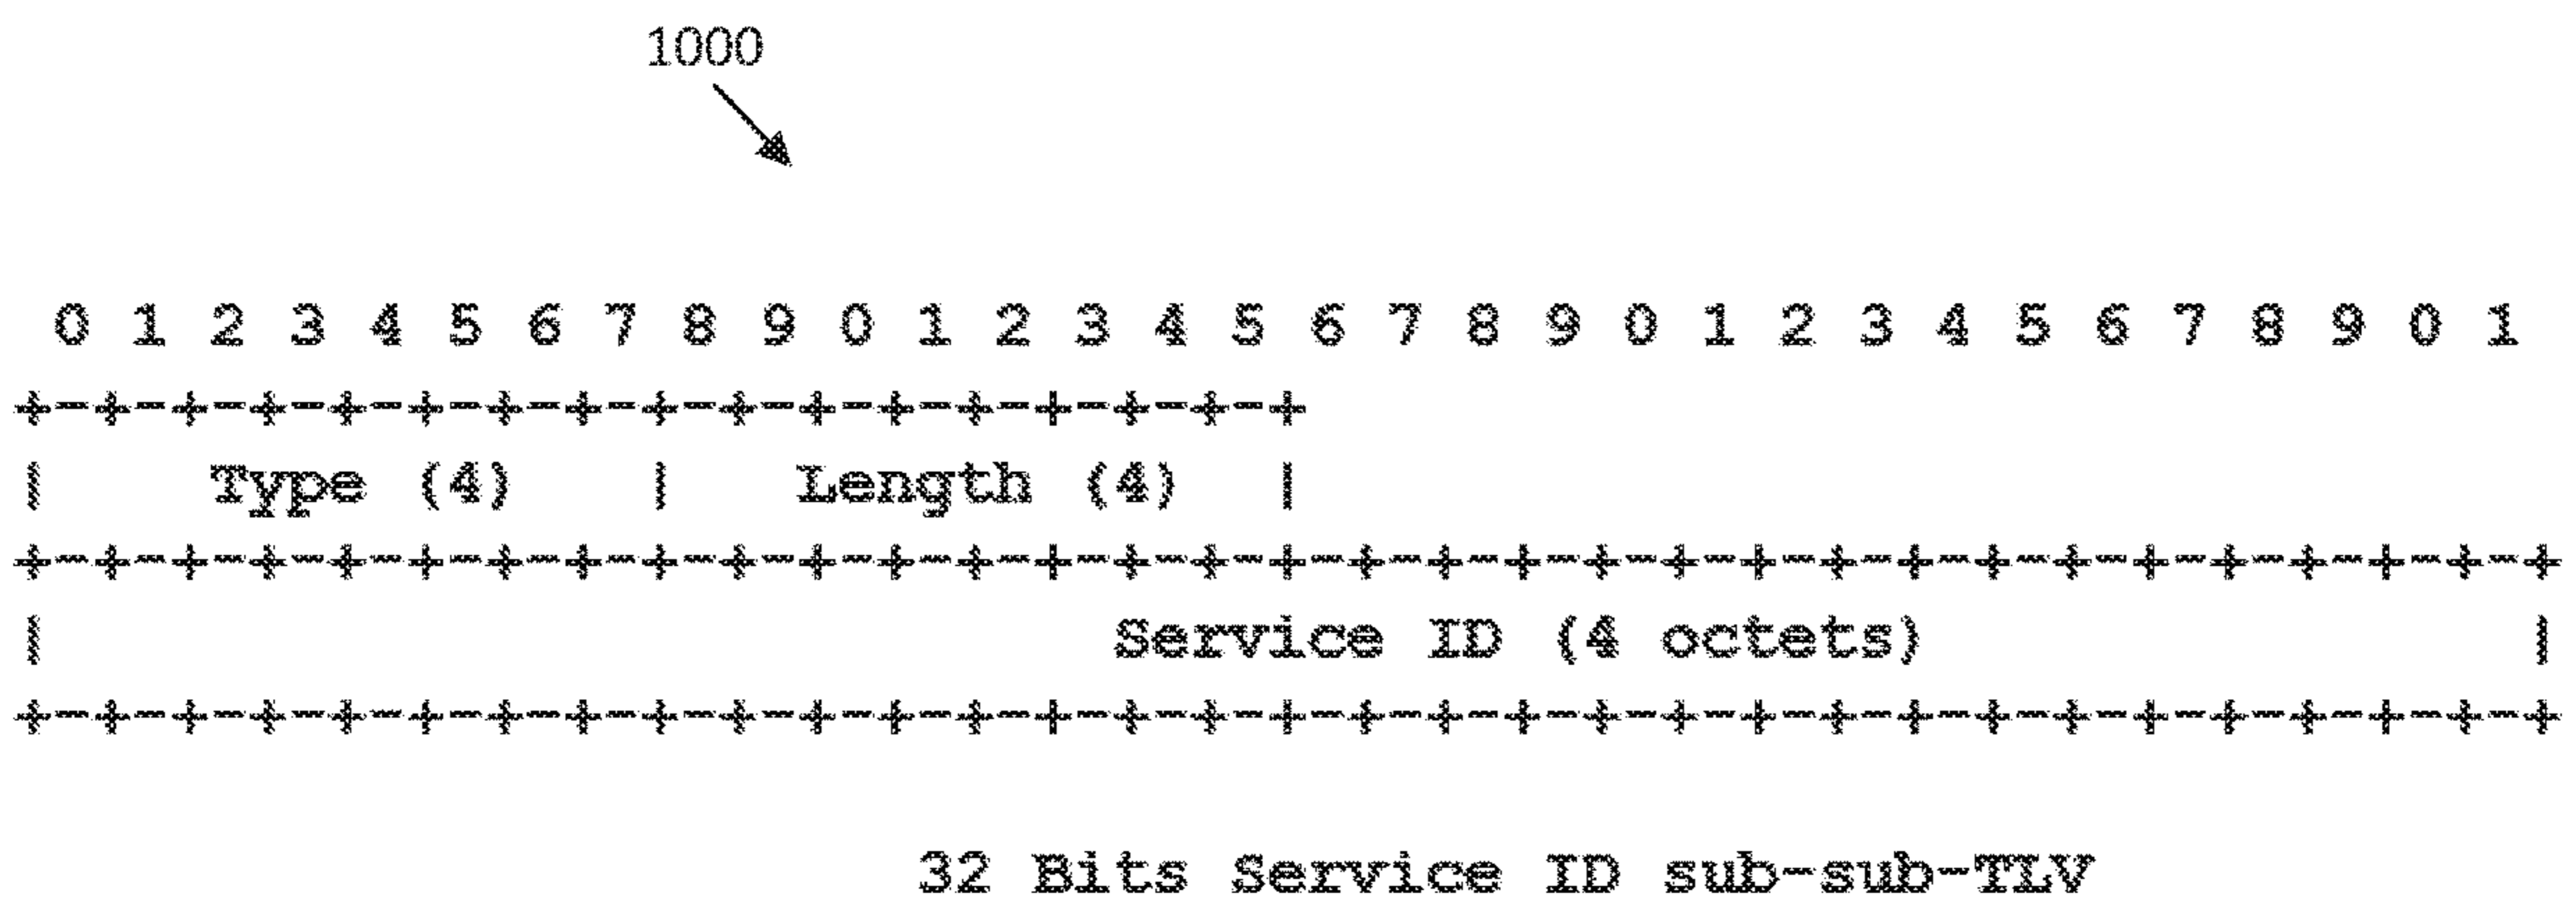 1000
0 1 2 3 4 5 6 7 8 9 0 1 2 3 4 5 6 7 8 9 0 1 2 3 4 5 6 7 8 9 0 1
+-+-+-+-+-+-+-+-+-+-+-+-+-+-+-+-+
| Type (4) | Length (4) |
+-+-+-+-+-+-+-+-+-+-+-+-+-+-+-+-+-+-+-+-+-+-+-+-+-+-+-+-+-+-+-+-+
| Service ID (4 octets) |
+-+-+-+-+-+-+-+-+-+-+-+-+-+-+-+-+-+-+-+-+-+-+-+-+-+-+-+-+-+-+-+-+
32 Bits Service ID sub-sub-TLV